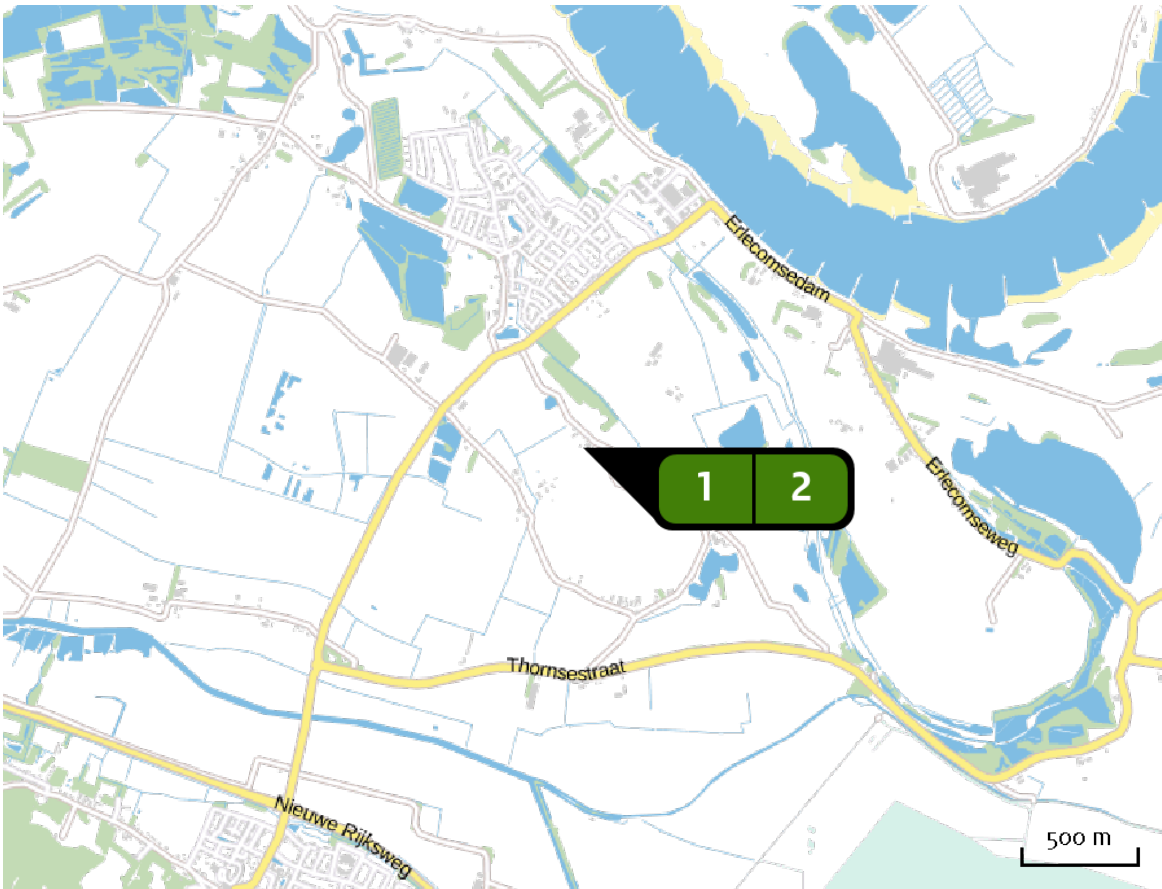 Erlecomsedam
1 2
Erlecomseweg
Thornsestraat
500 m
Nieuwe Rijksweg